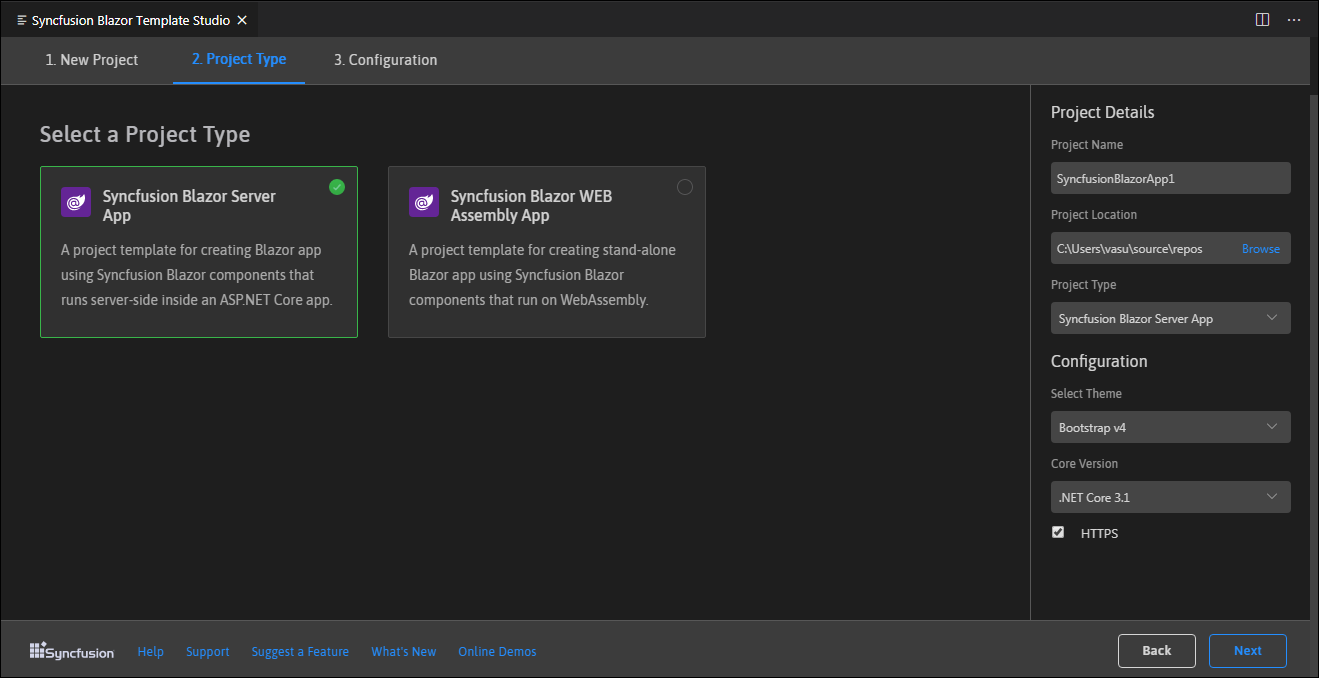 Syncfusion Blazor Template Studio
1. New Project
2. Project Type
3. Configuration
Select a Project Type
Syncfusion Blazor Server
App
A project template for creating Blazor app
using Syncfusion Blazor components that
runs server-side inside an ASP.NET Core app.
Syncfusion Blazor WEB
Assembly App
A project template for creating stand-alone
Blazor app using Syncfusion Blazor
components that run on WebAssembly.
Project Details
Project Name
SyncfusionBlazorApp1
Project Location
C:\Users\vasu\source\repos Browse
Project Type
Syncfusion Blazor Server App
Configuration
Select Theme
Bootstrap v4
Core Version
.NET Core 3.1
HTTPS
Syncfusion Help Support Suggest a Feature What's New Online Demos
Back Next